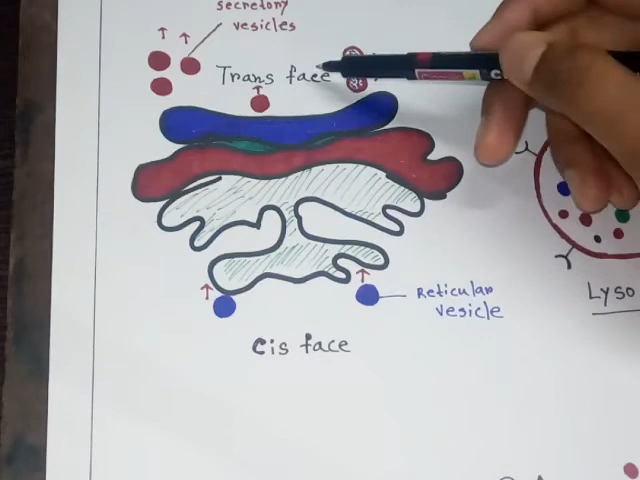 secretory
vesicles
Trans face
Reticular
vesicle
Lyso
Cis face